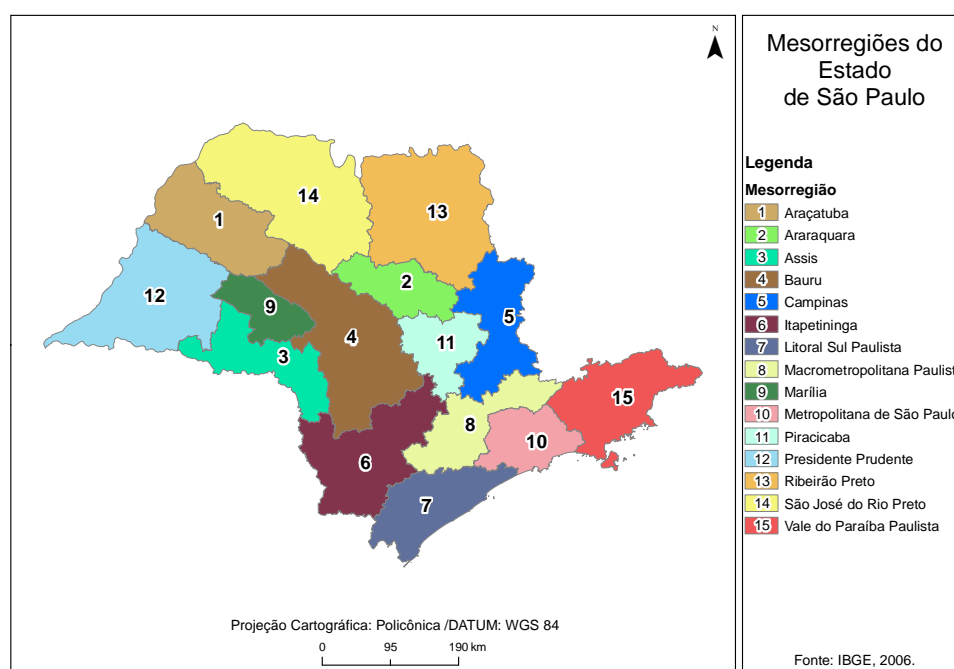 N
14
13
1
2
12
9
5
4
11
3
15
8
10
6
7
Projeção Cartográfica: Policônica /DATUM: WGS 84
0 95 190 km
Mesorregiões do
Estado
de São Paulo
Legenda
Mesorregião
1 Araçatuba
2 Araraquara
3 Assis
4 Bauru
5 Campinas
6 Itapetininga
7 Litoral Sul Paulista
8 Macrometropolitana Paulist
9 Marília
10 Metropolitana de São Paulo
11 Piracicaba
12 Presidente Prudente
13 Ribeirão Preto
14 São José do Rio Preto
15 Vale do Paraíba Paulista
Fonte: IBGE, 2006.